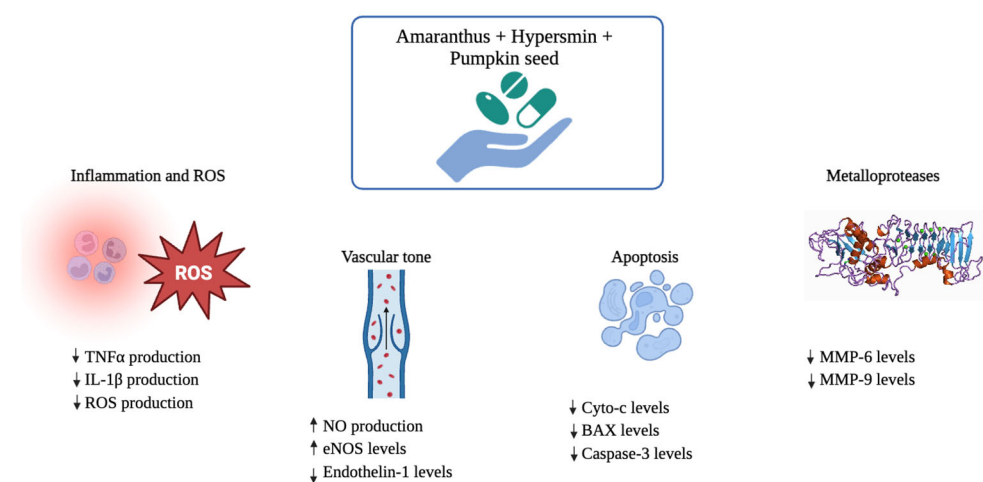 Amaranthus + Hypersmin +
Pumpkin seed
Inflammation and ROS
ROS
↓ TNFα production
↓ IL-1β production
↓ ROS production
Vascular tone
↑ NO production
↑ eNOS levels
↓ Endothelin-1 levels
Apoptosis
↓ Cyto-c levels
↓ BAX levels
↓ Caspase-3 levels
Metalloproteases
↓ MMP-6 levels
↓ MMP-9 levels